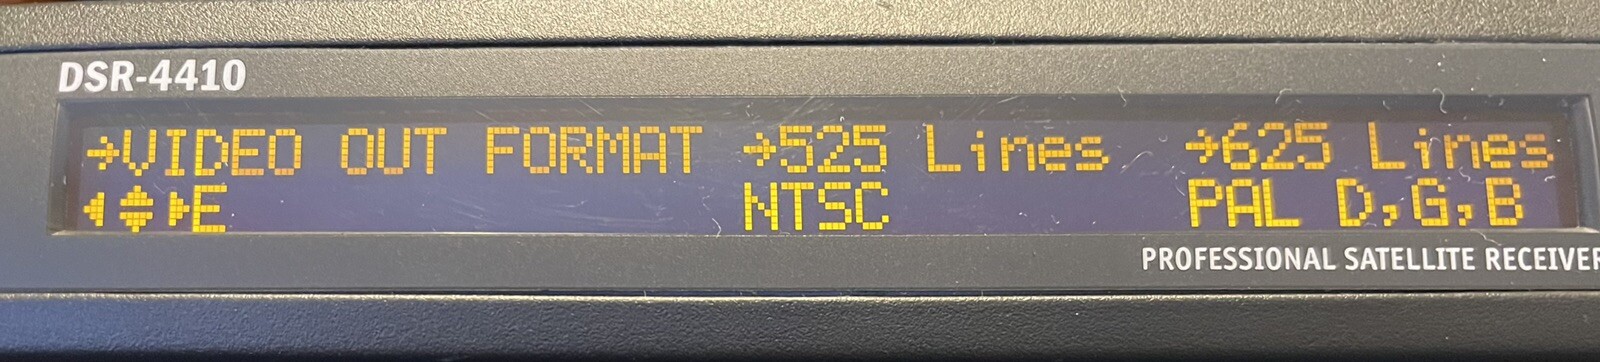 DSR-4410
→VIDEO OUT FORMAT →525 Lines →625 Lines
E NTSC PAL D,G,B
PROFESSIONAL SATELLITE RECEIVER